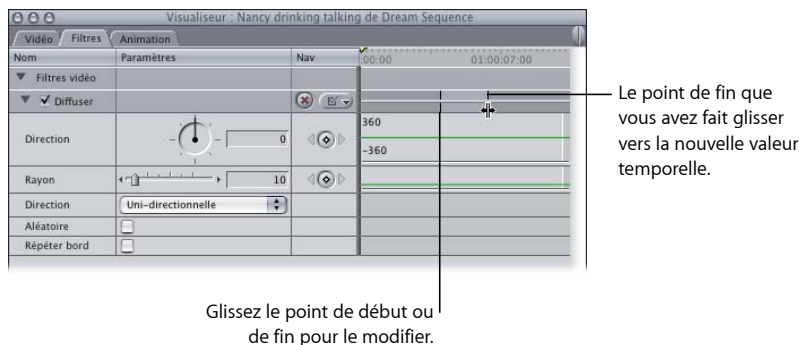 Visualiseur : Nancy drinking talking de Dream Sequence
Vidéo Filtres Animation
Nom Paramètres Nav :00:00 01:00:07:00
Filtres vidéo
Diffuser
Direction 0 360
-360
Rayon 10
Direction Uni-directionnelle
Aléatoire
Répéter bord
Le point de fin que
vous avez fait glisser
vers la nouvelle valeur
temporelle.
Glissez le point de début ou
de fin pour le modifier.